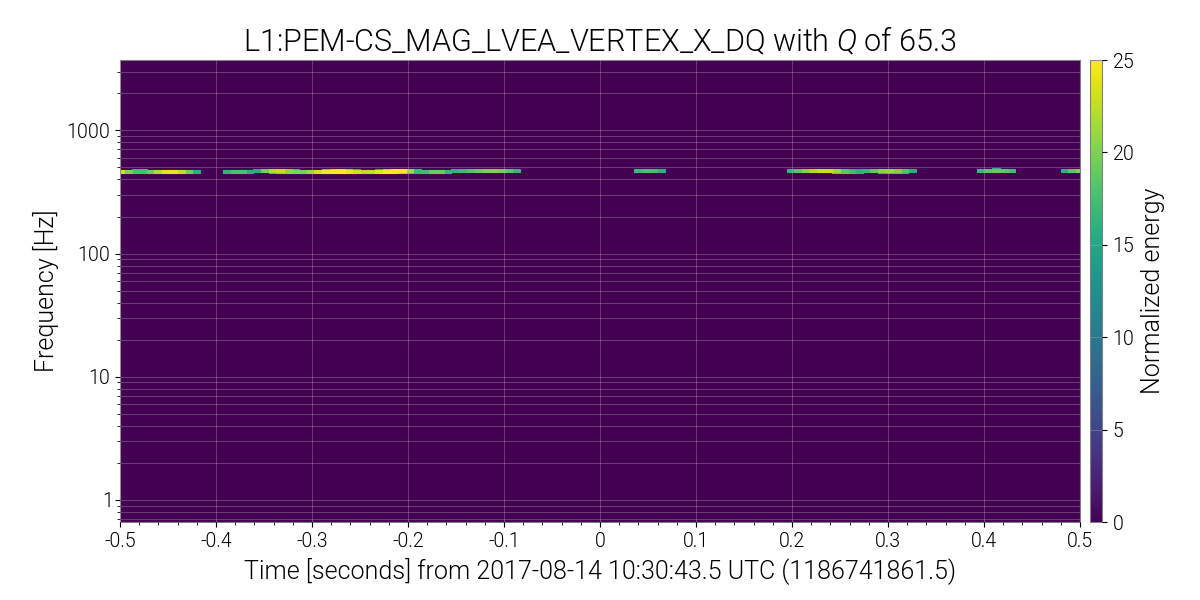 L1:PEM-CS_MAG_LVEA_VERTEX_X_DQ with Q of 65.3
Frequency [Hz]
1000
100
10
1
-0.5 -0.4 -0.3 -0.2 -0.1 0 0.1 0.2 0.3 0.4 0.5
Time [seconds] from 2017-08-14 10:30:43.5 UTC (1186741861.5)
25
20
15
10
5
0
Normalized energy